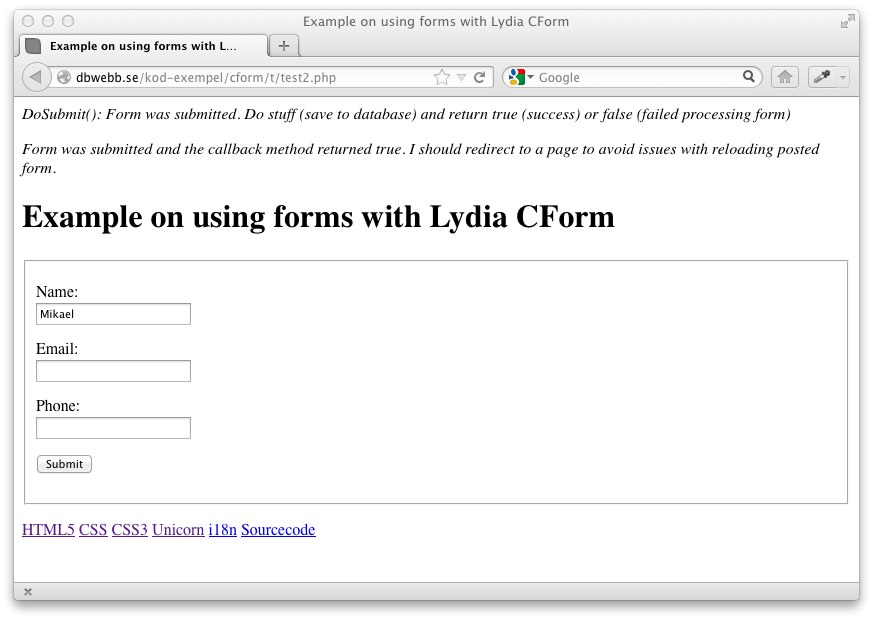 Example on using forms with Lydia CForm
Example on using forms with L...
dbwebb.se/kod-exempel/cform/t/test2.php
Google
DoSubmit(): Form was submitted. Do stuff (save to database) and return true (success) or false (failed processing form)
Form was submitted and the callback method returned true. I should redirect to a page to avoid issues with reloading posted
form.
Example on using forms with Lydia CForm
Name:
Mikael
Email:
Phone:
Submit
HTML5 CSS CSS3 Unicorn i18n Sourcecode